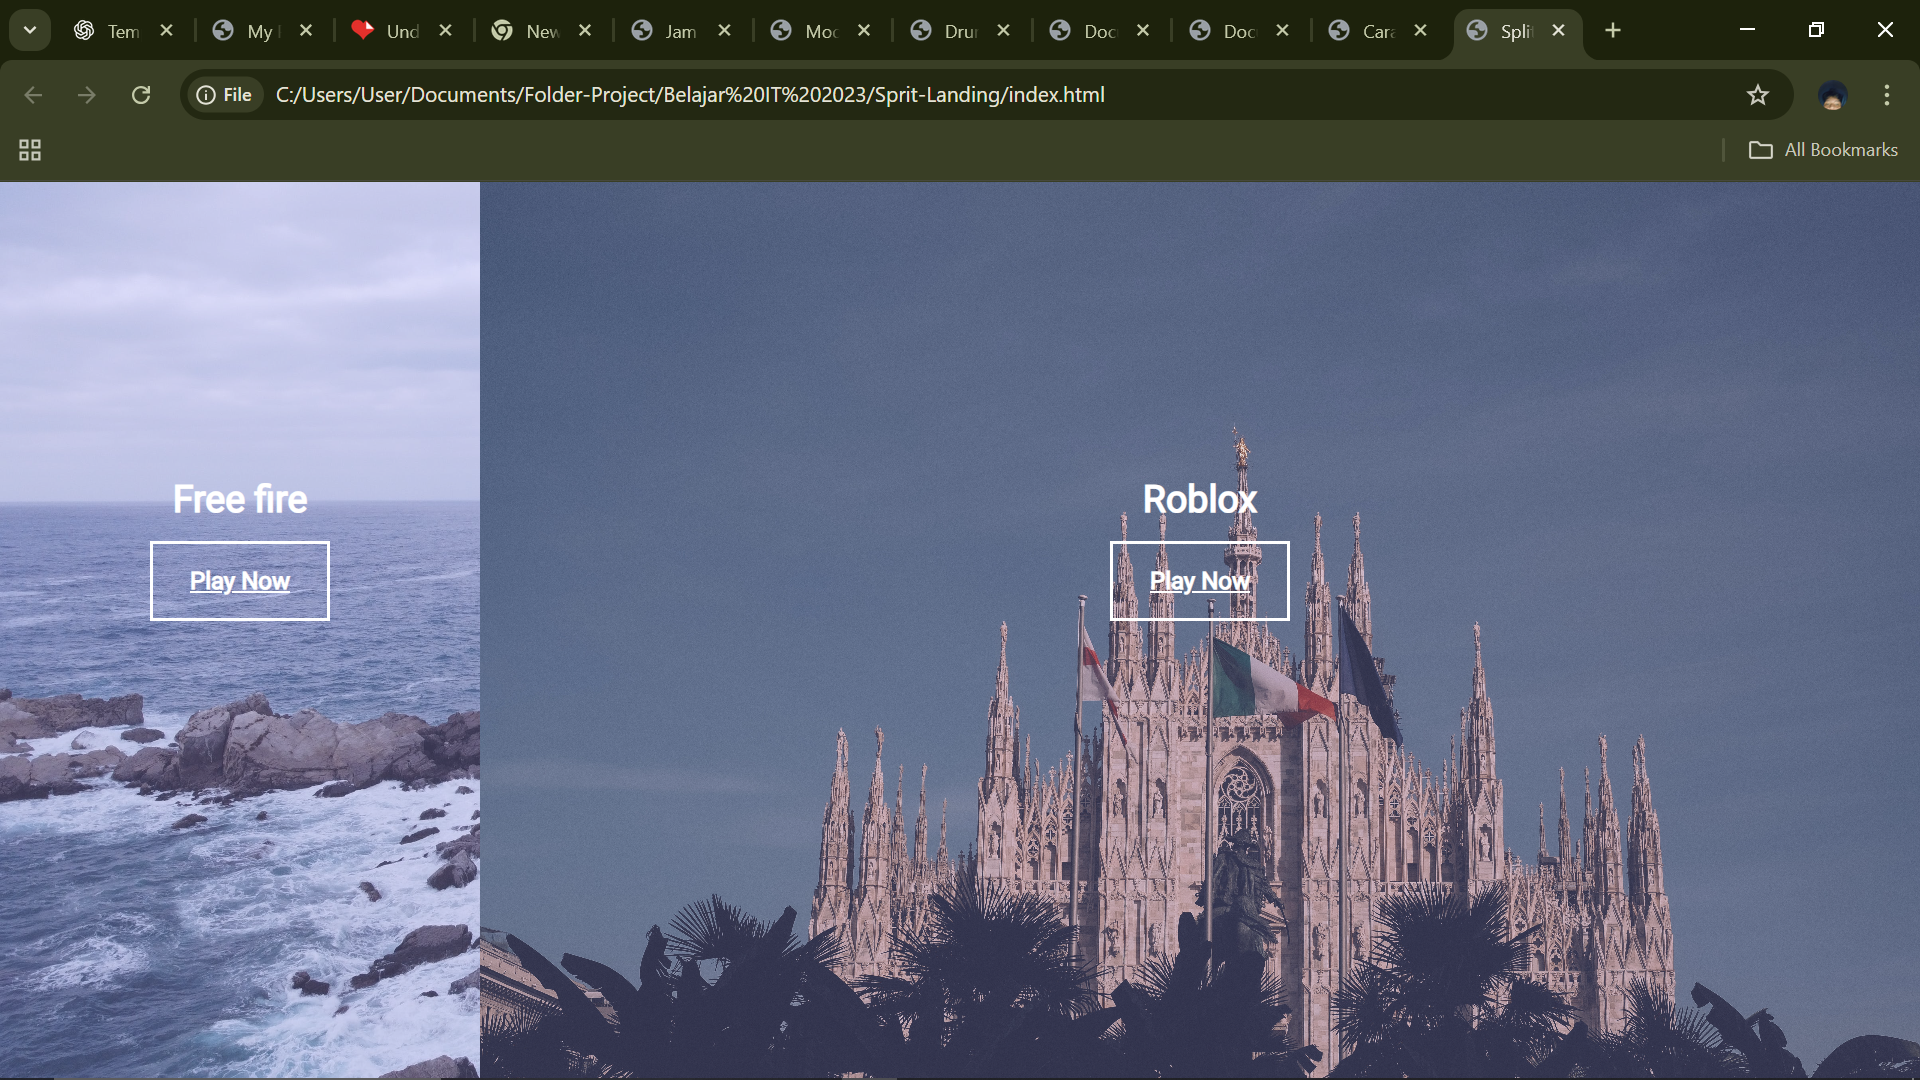 Tem
My
Und
New
Jam
Moc
Drui
Doc
Doc
Cara
Split
File
C:/Users/User/Documents/Folder-Project/Belajar%20IT%202023/Sprit-Landing/index.html
All Bookmarks
Free fire
Roblox
Play Now
Play Now